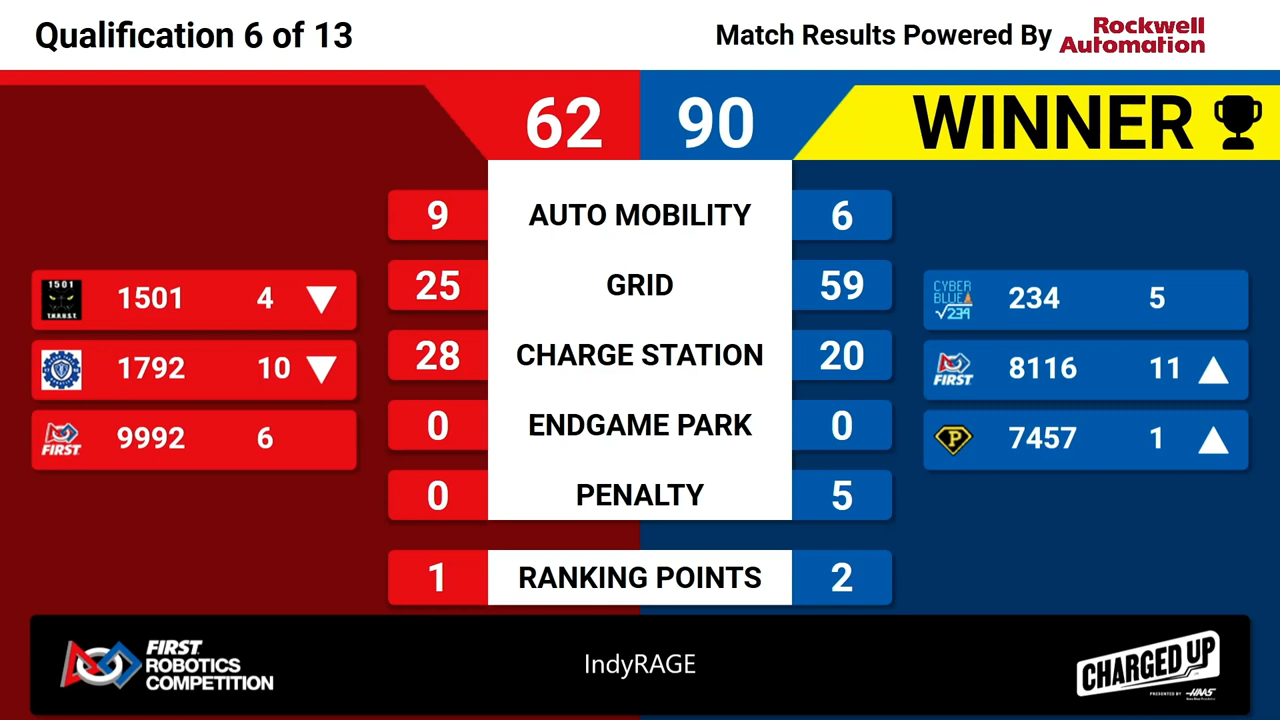 Qualification 6 of 13
Match Results Powered By Rockwell Automation
62 90 WINNER
9 AUTO MOBILITY 6
25 GRID 59
28 CHARGE STATION 20
0 ENDGAME PARK 0
0 PENALTY 5
1 RANKING POINTS 2
1501 T.H.R.U.S.T. 1501 4
1792 10
FIRST 9992 6
CYBER BLUE √234 234 5
FIRST 8116 11
P 7457 1
FIRST ROBOTICS COMPETITION
IndyRAGE
CHARGED UP
PRESENTED BY HAAS